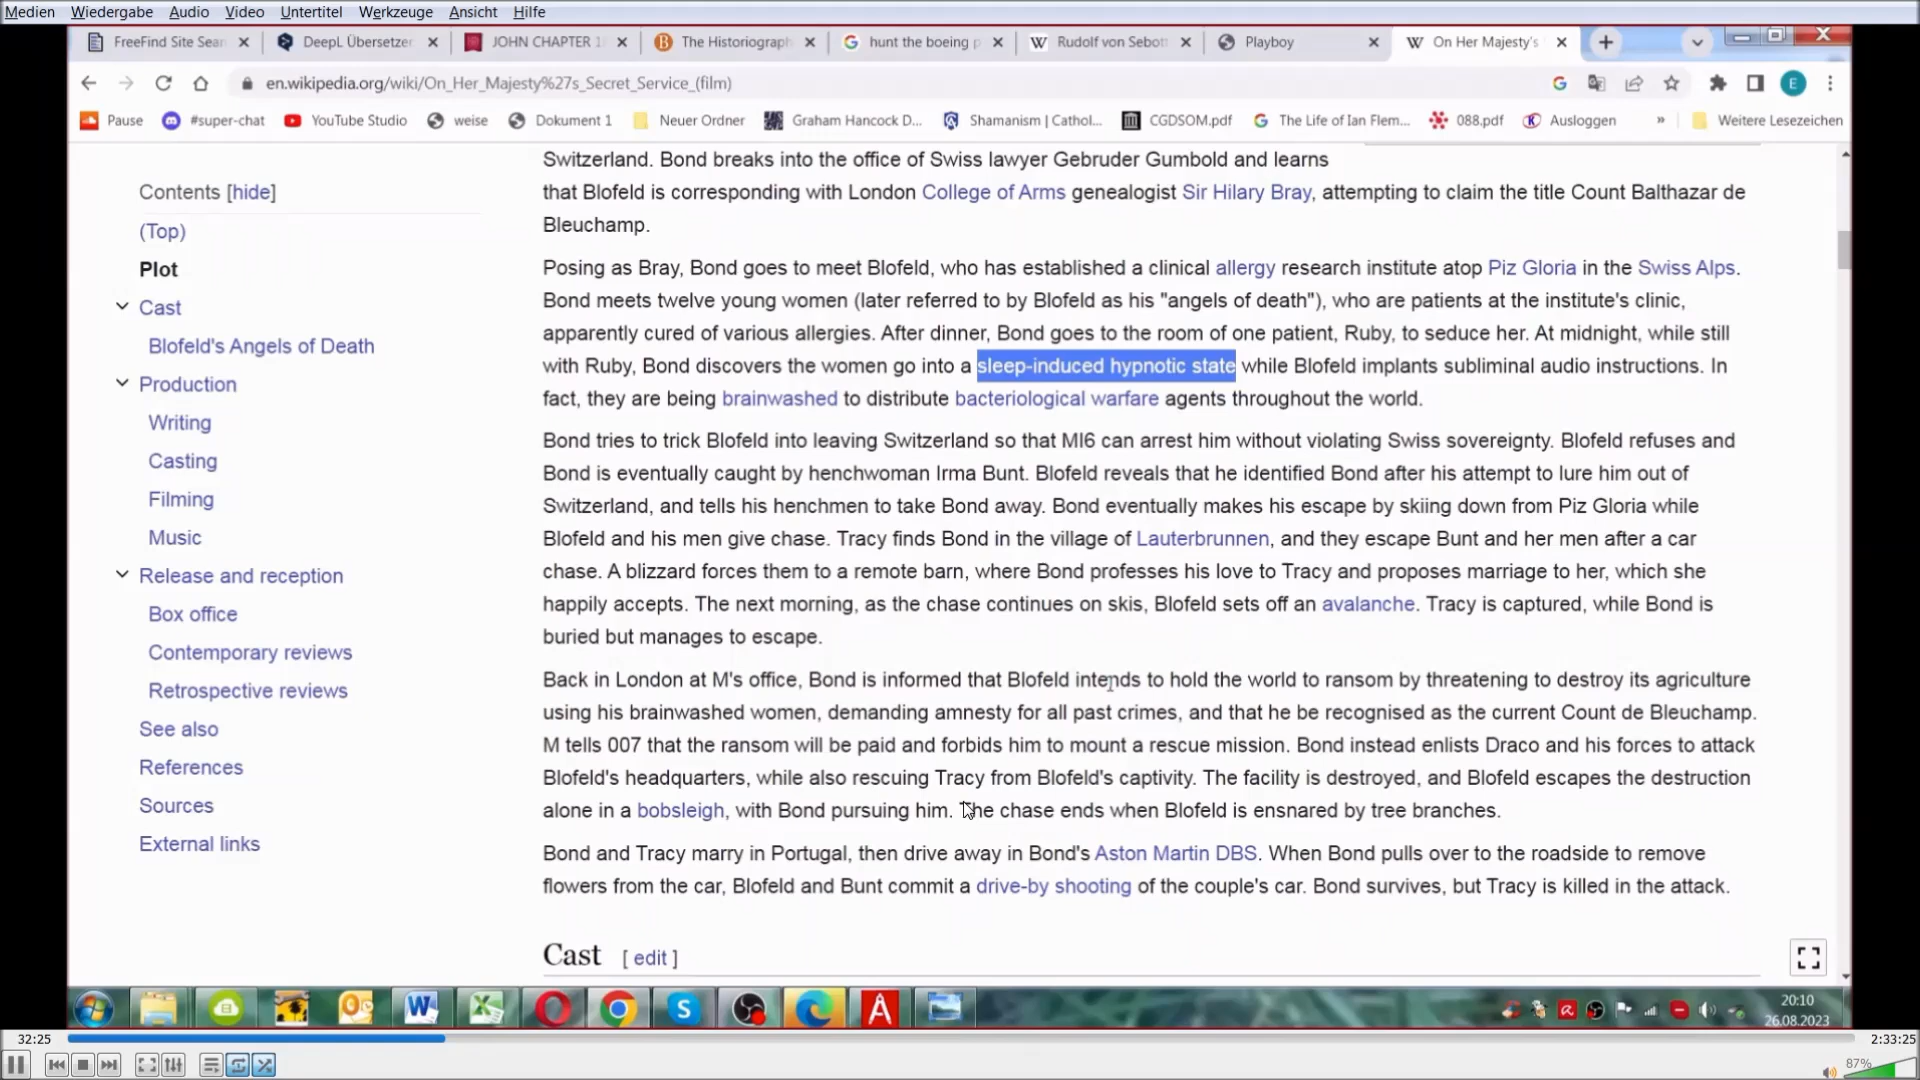 Medien Wiedergabe Audio Video Untertitel Werkzeuge Ansicht Hilfe
FreeFind Site Sear DeepL Übersetze JOHN CHAPTER 1 The Historiograph hunt the boeing p Rudolf von Sebott Playboy On Her Majesty's
en.wikipedia.org/wiki/On_Her_Majesty%27s_Secret_Service_(film) E
Pause #super-chat YouTube Studio weise Dokument 1 Neuer Ordner Graham Hancock D... Shamanism | Cathol... CGDSOM.pdf The Life of Ian Flem... 088.pdf Ausloggen » Weitere Lesezeichen
Contents [hide]
(Top)
Plot
Cast
Blofeld's Angels of Death
Production
Writing
Casting
Filming
Music
Release and reception
Box office
Contemporary reviews
Retrospective reviews
See also
References
Sources
External links
Switzerland. Bond breaks into the office of Swiss lawyer Gebruder Gumbold and learns
that Blofeld is corresponding with London College of Arms genealogist Sir Hilary Bray, attempting to claim the title Count Balthazar de
Bleuchamp.
Posing as Bray, Bond goes to meet Blofeld, who has established a clinical allergy research institute atop Piz Gloria in the Swiss Alps.
Bond meets twelve young women (later referred to by Blofeld as his "angels of death"), who are patients at the institute's clinic,
apparently cured of various allergies. After dinner, Bond goes to the room of one patient, Ruby, to seduce her. At midnight, while still
with Ruby, Bond discovers the women go into a sleep-induced hypnotic state while Blofeld implants subliminal audio instructions. In
fact, they are being brainwashed to distribute bacteriological warfare agents throughout the world.
Bond tries to trick Blofeld into leaving Switzerland so that MI6 can arrest him without violating Swiss sovereignty. Blofeld refuses and
Bond is eventually caught by henchwoman Irma Bunt. Blofeld reveals that he identified Bond after his attempt to lure him out of
Switzerland, and tells his henchmen to take Bond away. Bond eventually makes his escape by skiing down from Piz Gloria while
Blofeld and his men give chase. Tracy finds Bond in the village of Lauterbrunnen, and they escape Bunt and her men after a car
chase. A blizzard forces them to a remote barn, where Bond professes his love to Tracy and proposes marriage to her, which she
happily accepts. The next morning, as the chase continues on skis, Blofeld sets off an avalanche. Tracy is captured, while Bond is
buried but manages to escape.
Back in London at M's office, Bond is informed that Blofeld intends to hold the world to ransom by threatening to destroy its agriculture
using his brainwashed women, demanding amnesty for all past crimes, and that he be recognised as the current Count de Bleuchamp.
M tells 007 that the ransom will be paid and forbids him to mount a rescue mission. Bond instead enlists Draco and his forces to attack
Blofeld's headquarters, while also rescuing Tracy from Blofeld's captivity. The facility is destroyed, and Blofeld escapes the destruction
alone in a bobsleigh, with Bond pursuing him. The chase ends when Blofeld is ensnared by tree branches.
Bond and Tracy marry in Portugal, then drive away in Bond's Aston Martin DBS. When Bond pulls over to the roadside to remove
flowers from the car, Blofeld and Bunt commit a drive-by shooting of the couple's car. Bond survives, but Tracy is killed in the attack.
Cast [ edit ]
20:10
26.08.2023
32:25 2:33:25
87%